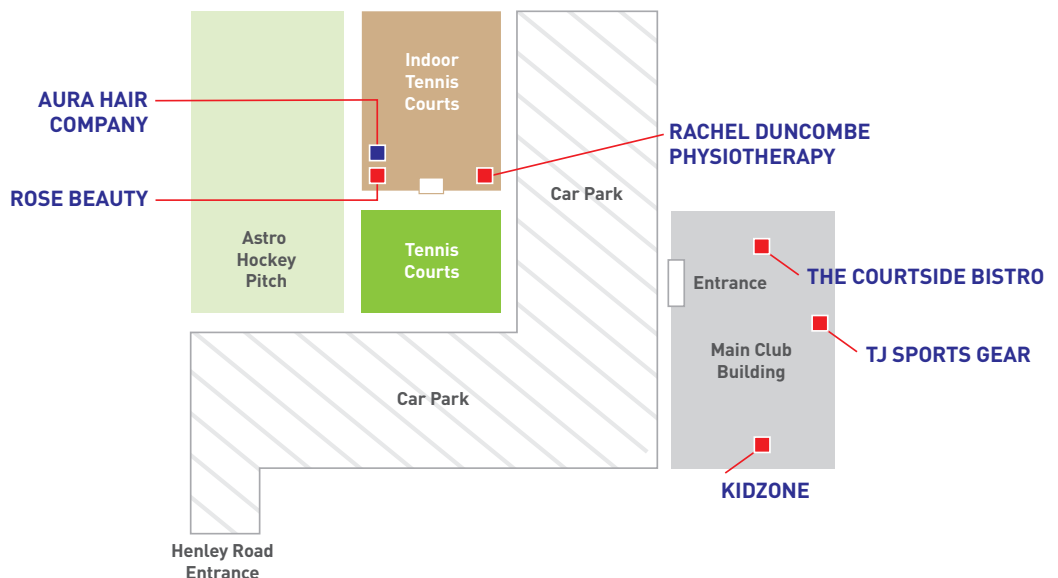 Indoor
Tennis
Courts
AURA HAIR
COMPANY
RACHEL DUNCOMBE
PHYSIOTHERAPY
ROSE BEAUTY
Car Park
Astro
Hockey
Pitch
Tennis
Courts
Entrance
THE COURTSIDE BISTRO
Main Club
Building
TJ SPORTS GEAR
Car Park
KIDZONE
Henley Road
Entrance